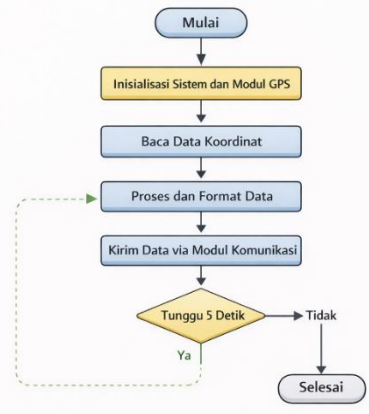 Mulai
Inisialisasi Sistem dan Modul GPS
Baca Data Koordinat
Proses dan Format Data
Kirim Data via Modul Komunikasi
Tunggu 5 Detik
Tidak
Ya
Selesai